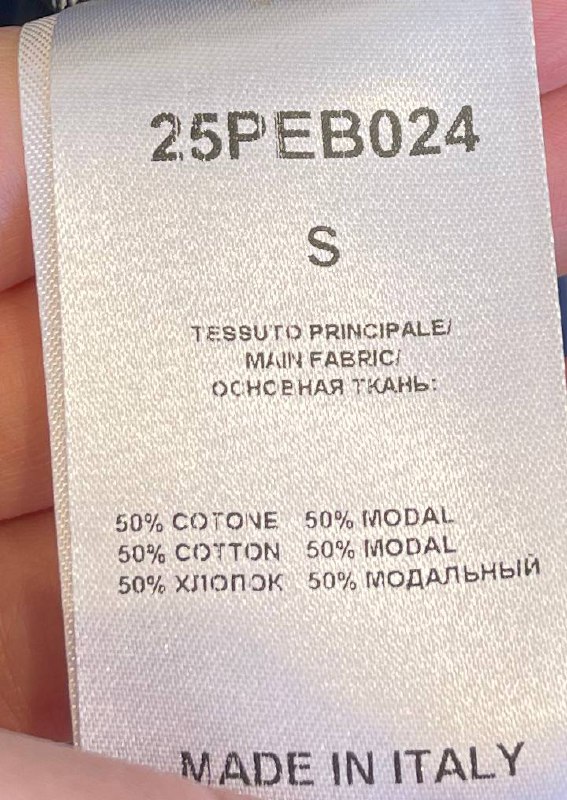 25PEB024
S
TESSUTO PRINCIPALE/
MAIN FABRIC/
ОСНОВНАЯ ТКАНЬ:
50% COTONE 50% MODAL
50% COTTON 50% MODAL
50% ХЛОПОК 50% МОДАЛЬНЫЙ
MADE IN ITALY